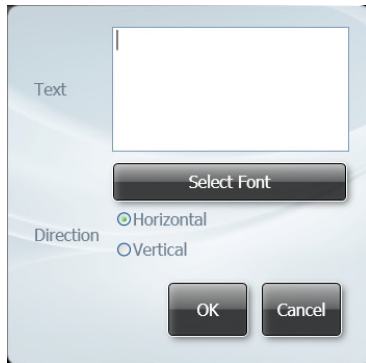 Text
Select Font
Direction
Horizontal
Vertical
OK
Cancel